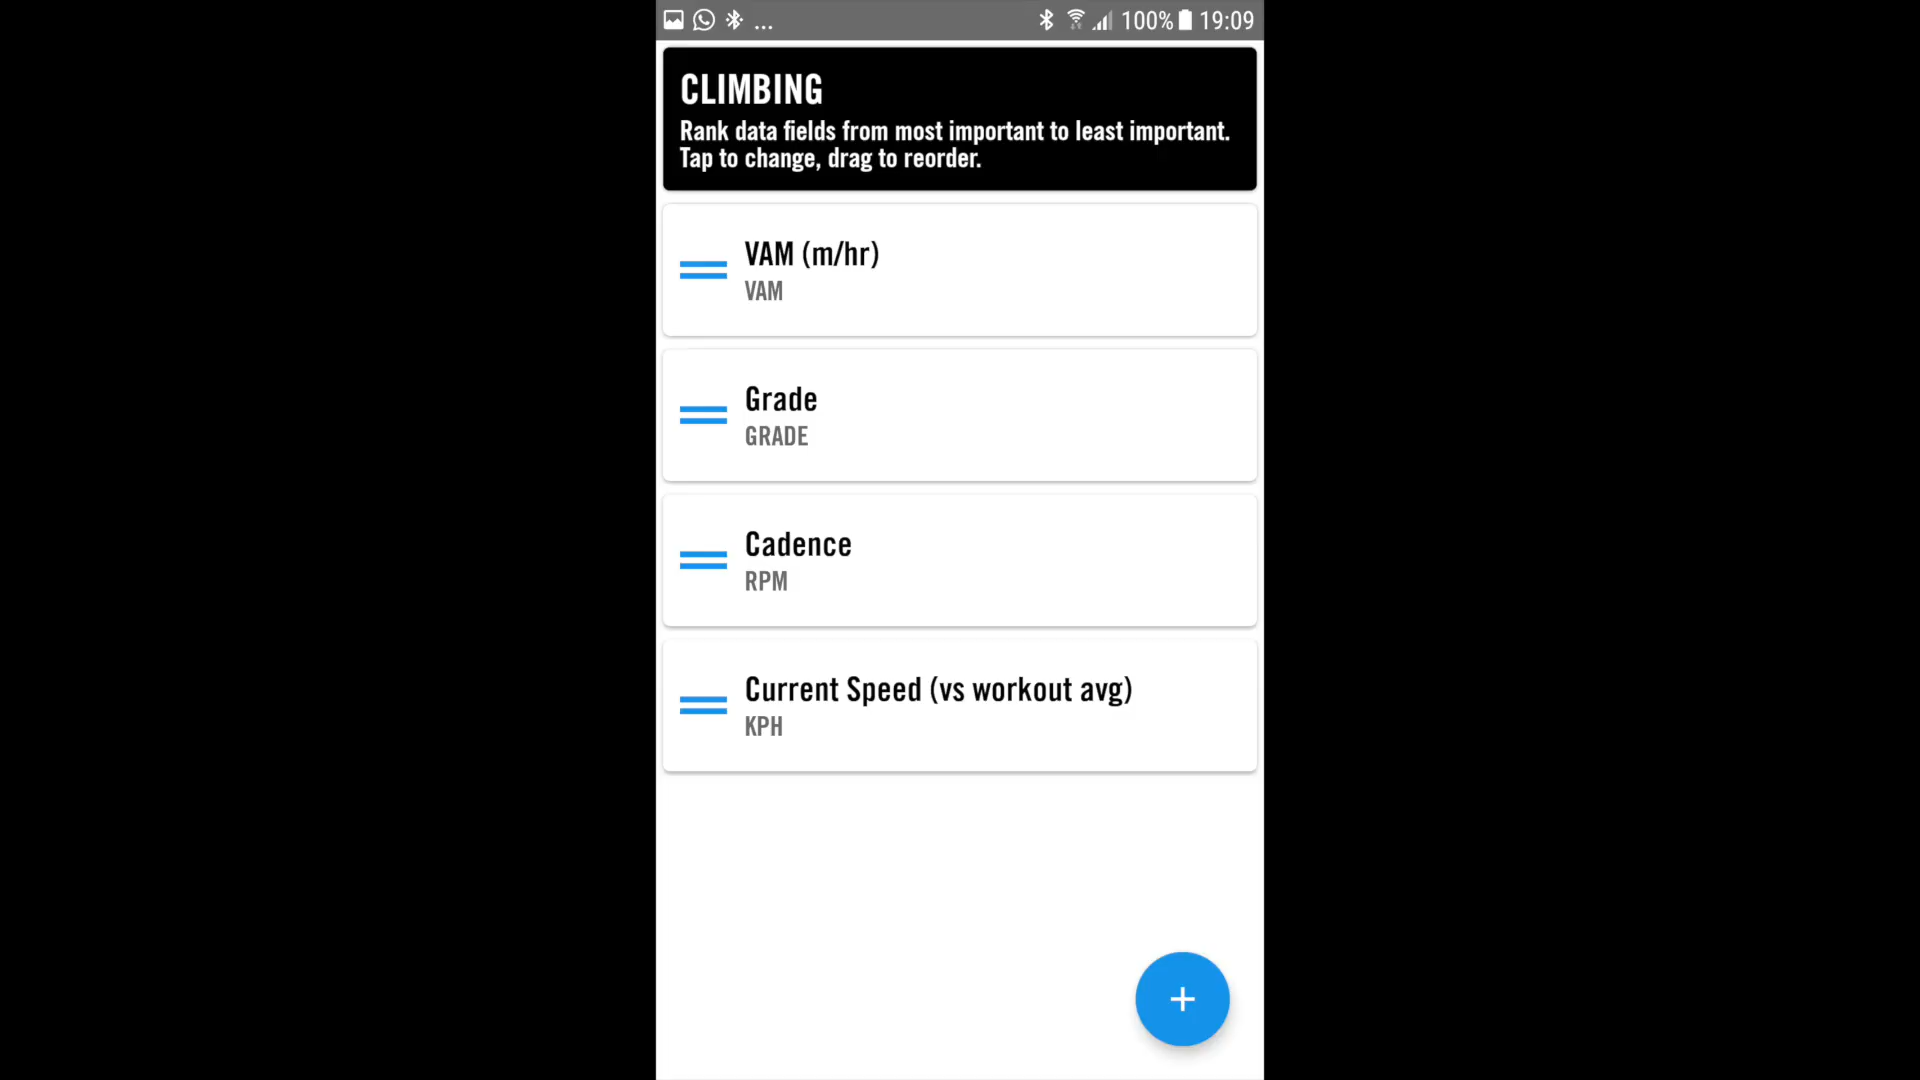 ... 100% 19:09
CLIMBING
Rank data fields from most important to least important.
Tap to change, drag to reorder.
VAM (m/hr)
VAM
Grade
GRADE
Cadence
RPM
Current Speed (vs workout avg)
KPH
+